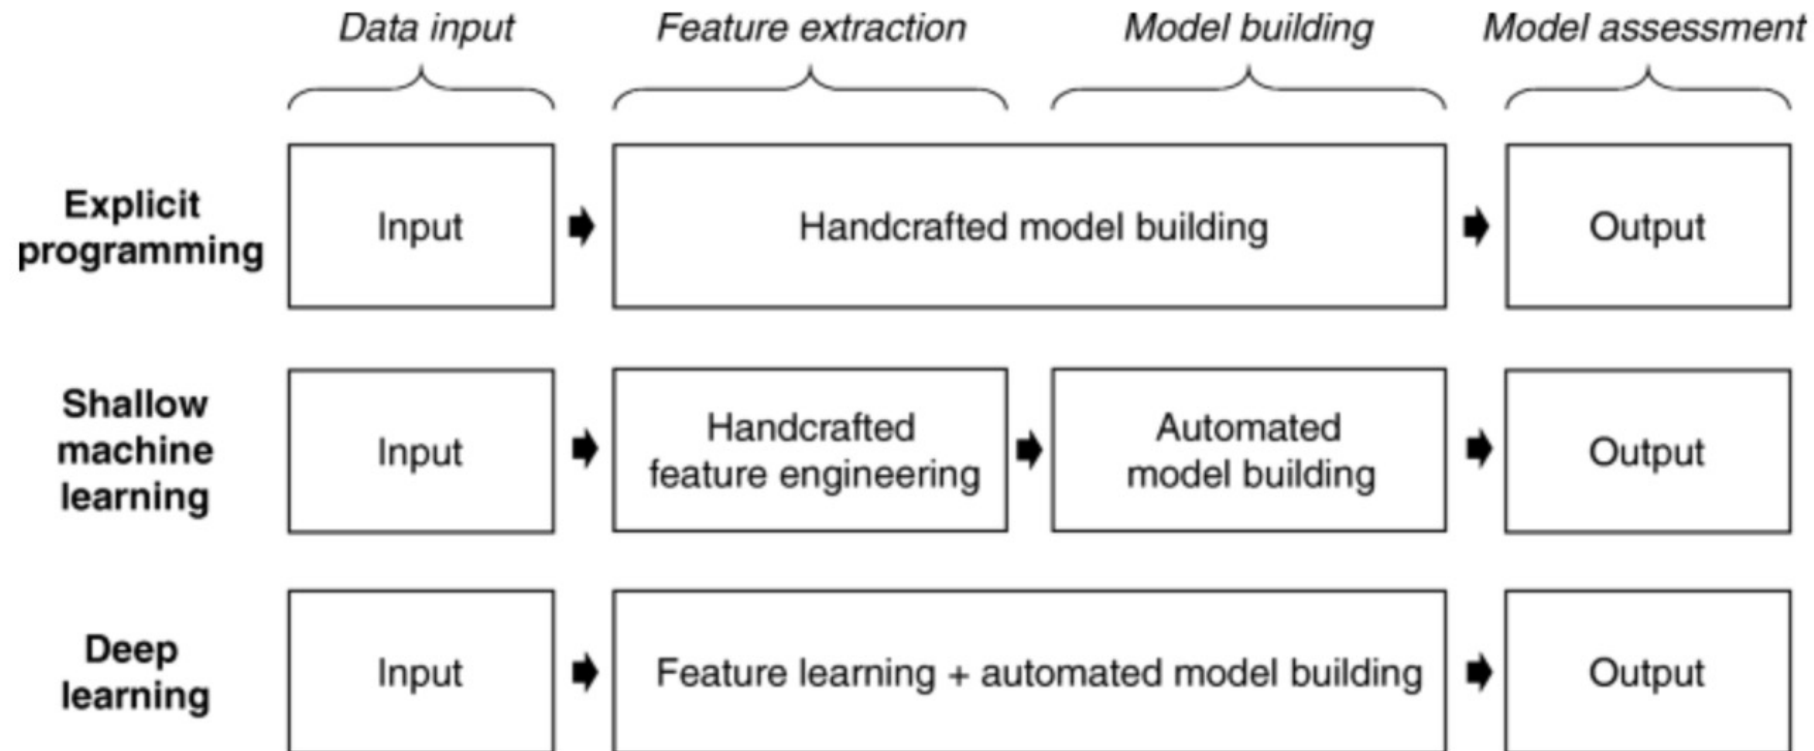 Data input
Feature extraction
Model building
Model assessment
Explicit
programming
Input
Handcrafted model building
Output
Shallow
machine
learning
Input
Handcrafted
feature engineering
Automated
model building
Output
Deep
learning
Input
Feature learning + automated model building
Output